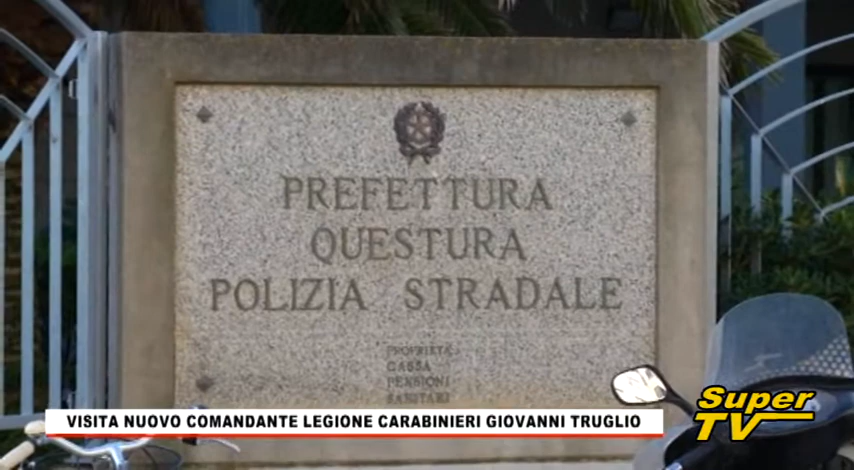 PREFETTURA
QUESTURA
POLIZIA STRADALE
PROPRIETÀ
CASSA
PENSIONI
SANITARI
VISITA NUOVO COMANDANTE LEGIONE CARABINIERI GIOVANNI TRUGLIO
Super
TV